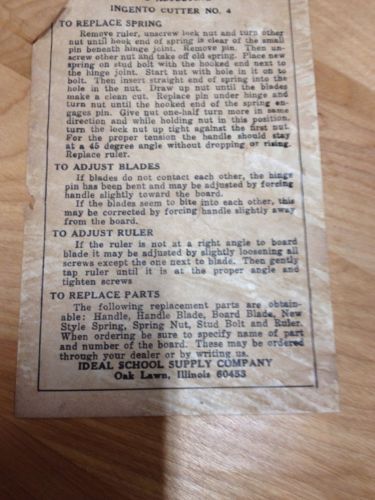 INGENTO CUTTER NO. 4
TO REPLACE SPRING
Remove ruler, unscrew lock nut and turn other
nut until hook end of spring is clear of the small
pin beneath hinge joint. Remove pin. Then un-
screw other nut and take off old spring. Place new
spring on stud bolt with the hooked end next to
the hinge joint. Start nut with hole in it on to
bolt. Then insert straight end of spring into the
hole in the nut. Draw up nut until the blades
make a clean cut. Replace pin under hinge and
turn nut until the hooked end of the spring en-
gages pin. Give nut one-half turn more in same
direction and while holding nut in this position,
turn the lock nut up tight against the first nut.
For the proper tension the handle should stay
at a 45 degree angle without dropping or rising.
Replace ruler.
TO ADJUST BLADES
If blades do not contact each other, the hinge
pin has been bent and may be adjusted by forcing
handle slightly toward the board.
If the blades seem to bite into each other, this
may be corrected by forcing handle slightly away
from the board.
TO ADJUST RULER
If the ruler is not at a right angle to board
blade it may be adjusted by slightly loosening all
screws except the one next to blade. Then gently
tap ruler until it is at the proper angle and
tighten screws
TO REPLACE PARTS
The following replacement parts are obtain-
able: Handle, Handle Blade, Board Blade, New
Style Spring, Spring Nut, Stud Bolt and Ruler.
When ordering be sure to specify name of part
and number of the board. These may be ordered
through your dealer or by writing us.
IDEAL SCHOOL SUPPLY COMPANY
Oak Lawn, Illinois 60453